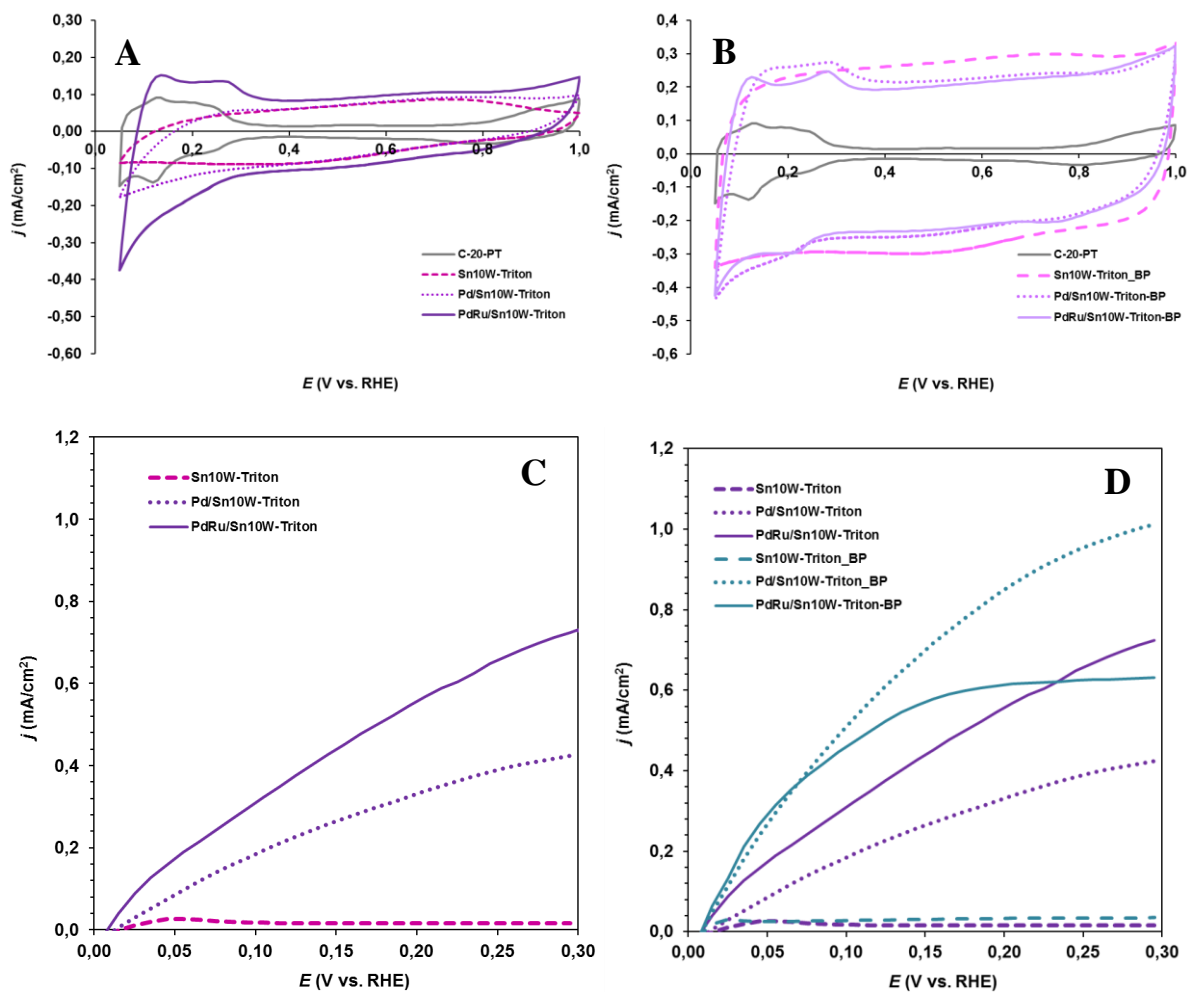 A
0,30
0,20
0,10
0,00
-0,10
-0,20
-0,30
-0,40
-0,50
-0,60
0,0
0,2
0,4
0,6
0,8
1,0
j (mA/cm²)
E (V vs. RHE)
C-20-PT
Sn10W-Triton
Pd/Sn10W-Triton
PdRu/Sn10W-Triton
B
0,4
0,3
0,2
0,1
0,0
-0,1
-0,2
-0,3
-0,4
-0,5
-0,6
0,0
0,2
0,4
0,6
0,8
1,0
j (mA/cm²)
E (V vs. RHE)
C-20-PT
Sn10W-Triton_BP
Pd/Sn10W-Triton-BP
PdRu/Sn10W-Triton-BP
C
1,2
1,0
0,8
0,6
0,4
0,2
0,0
0,00
0,05
0,10
0,15
0,20
0,25
0,30
j (mA/cm²)
E (V vs. RHE)
Sn10W-Triton
Pd/Sn10W-Triton
PdRu/Sn10W-Triton
D
1,2
1,0
0,8
0,6
0,4
0,2
0,0
0,00
0,05
0,10
0,15
0,20
0,25
0,30
j (mA/cm²)
E (V vs. RHE)
Sn10W-Triton
Pd/Sn10W-Triton
PdRu/Sn10W-Triton
Sn10W-Triton_BP
Pd/Sn10W-Triton_BP
PdRu/Sn10W-Triton-BP